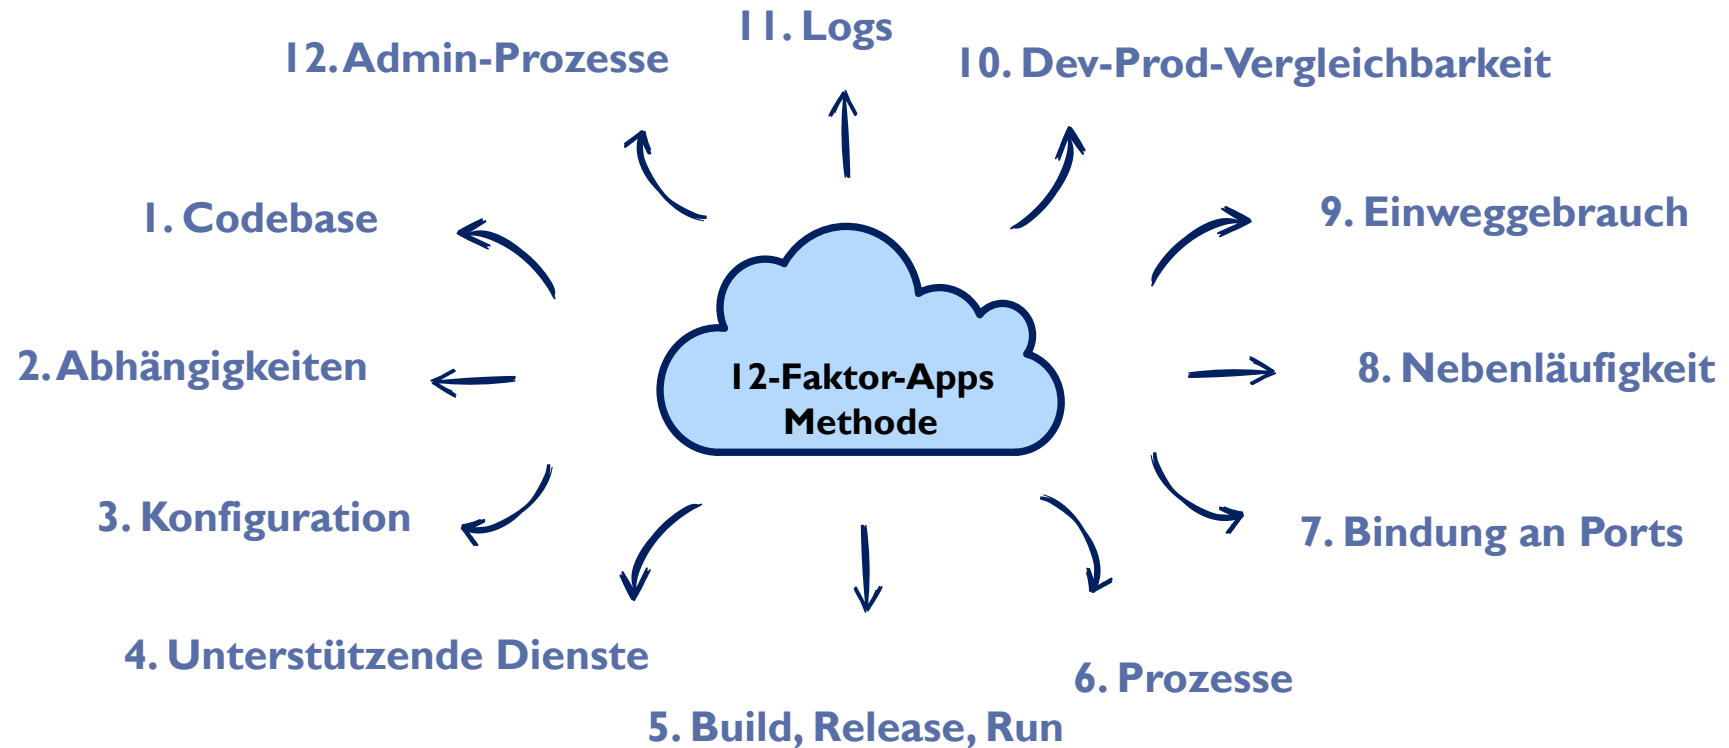 11. Logs
12. Admin-Prozesse
10. Dev-Prod-Vergleichbarkeit
1. Codebase
9. Einweggebrauch
2. Abhängigkeiten
8. Nebenläufigkeit
12-Faktor-Apps
Methode
3. Konfiguration
7. Bindung an Ports
4. Unterstützende Dienste
6. Prozesse
5. Build, Release, Run